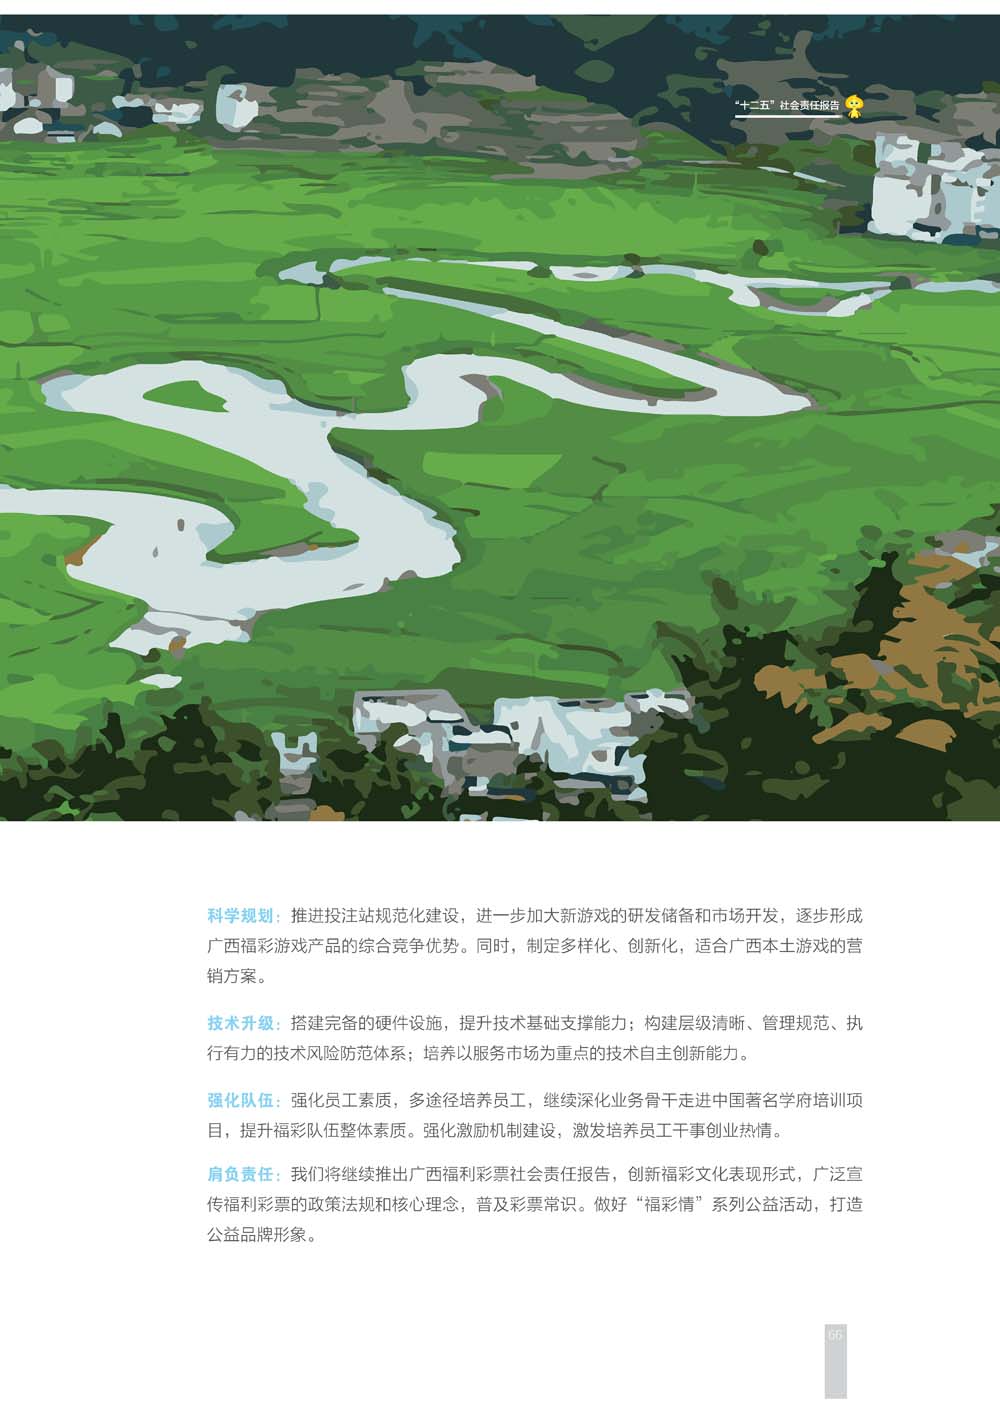 “十二五”社会责任报告
科学规划：推进投注站规范化建设，进一步加大新游戏的研发储备和市场开发，逐步形成
广西福彩游戏产品的综合竞争优势。同时，制定多样化、创新化，适合广西本土游戏的营
销方案。
技术升级：搭建完备的硬件设施，提升技术基础支撑能力；构建层级清晰、管理规范、执
行有力的技术风险防范体系；培养以服务市场为重点的技术自主创新能力。
强化队伍：强化员工素质，多途径培养员工，继续深化业务骨干走进中国著名学府培训项
目，提升福彩队伍整体素质。强化激励机制建设，激发培养员工干事创业热情。
肩负责任：我们将继续推出广西福利彩票社会责任报告，创新福彩文化表现形式，广泛宣
传福利彩票的政策法规和核心理念，普及彩票常识。做好“福彩情”系列公益活动，打造
公益品牌形象。
66